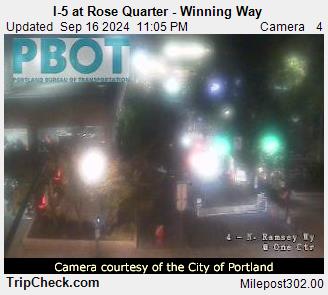 I-5 at Rose Quarter - Winning Way
Updated Sep 16 2024 11:05 PM Camera 4
PBOT
PORTLAND BUREAU OF TRANSPORTATION
4 - N. Ramsey Wy
@ One Ctr
Camera courtesy of the City of Portland
TripCheck.com Milepost302.00